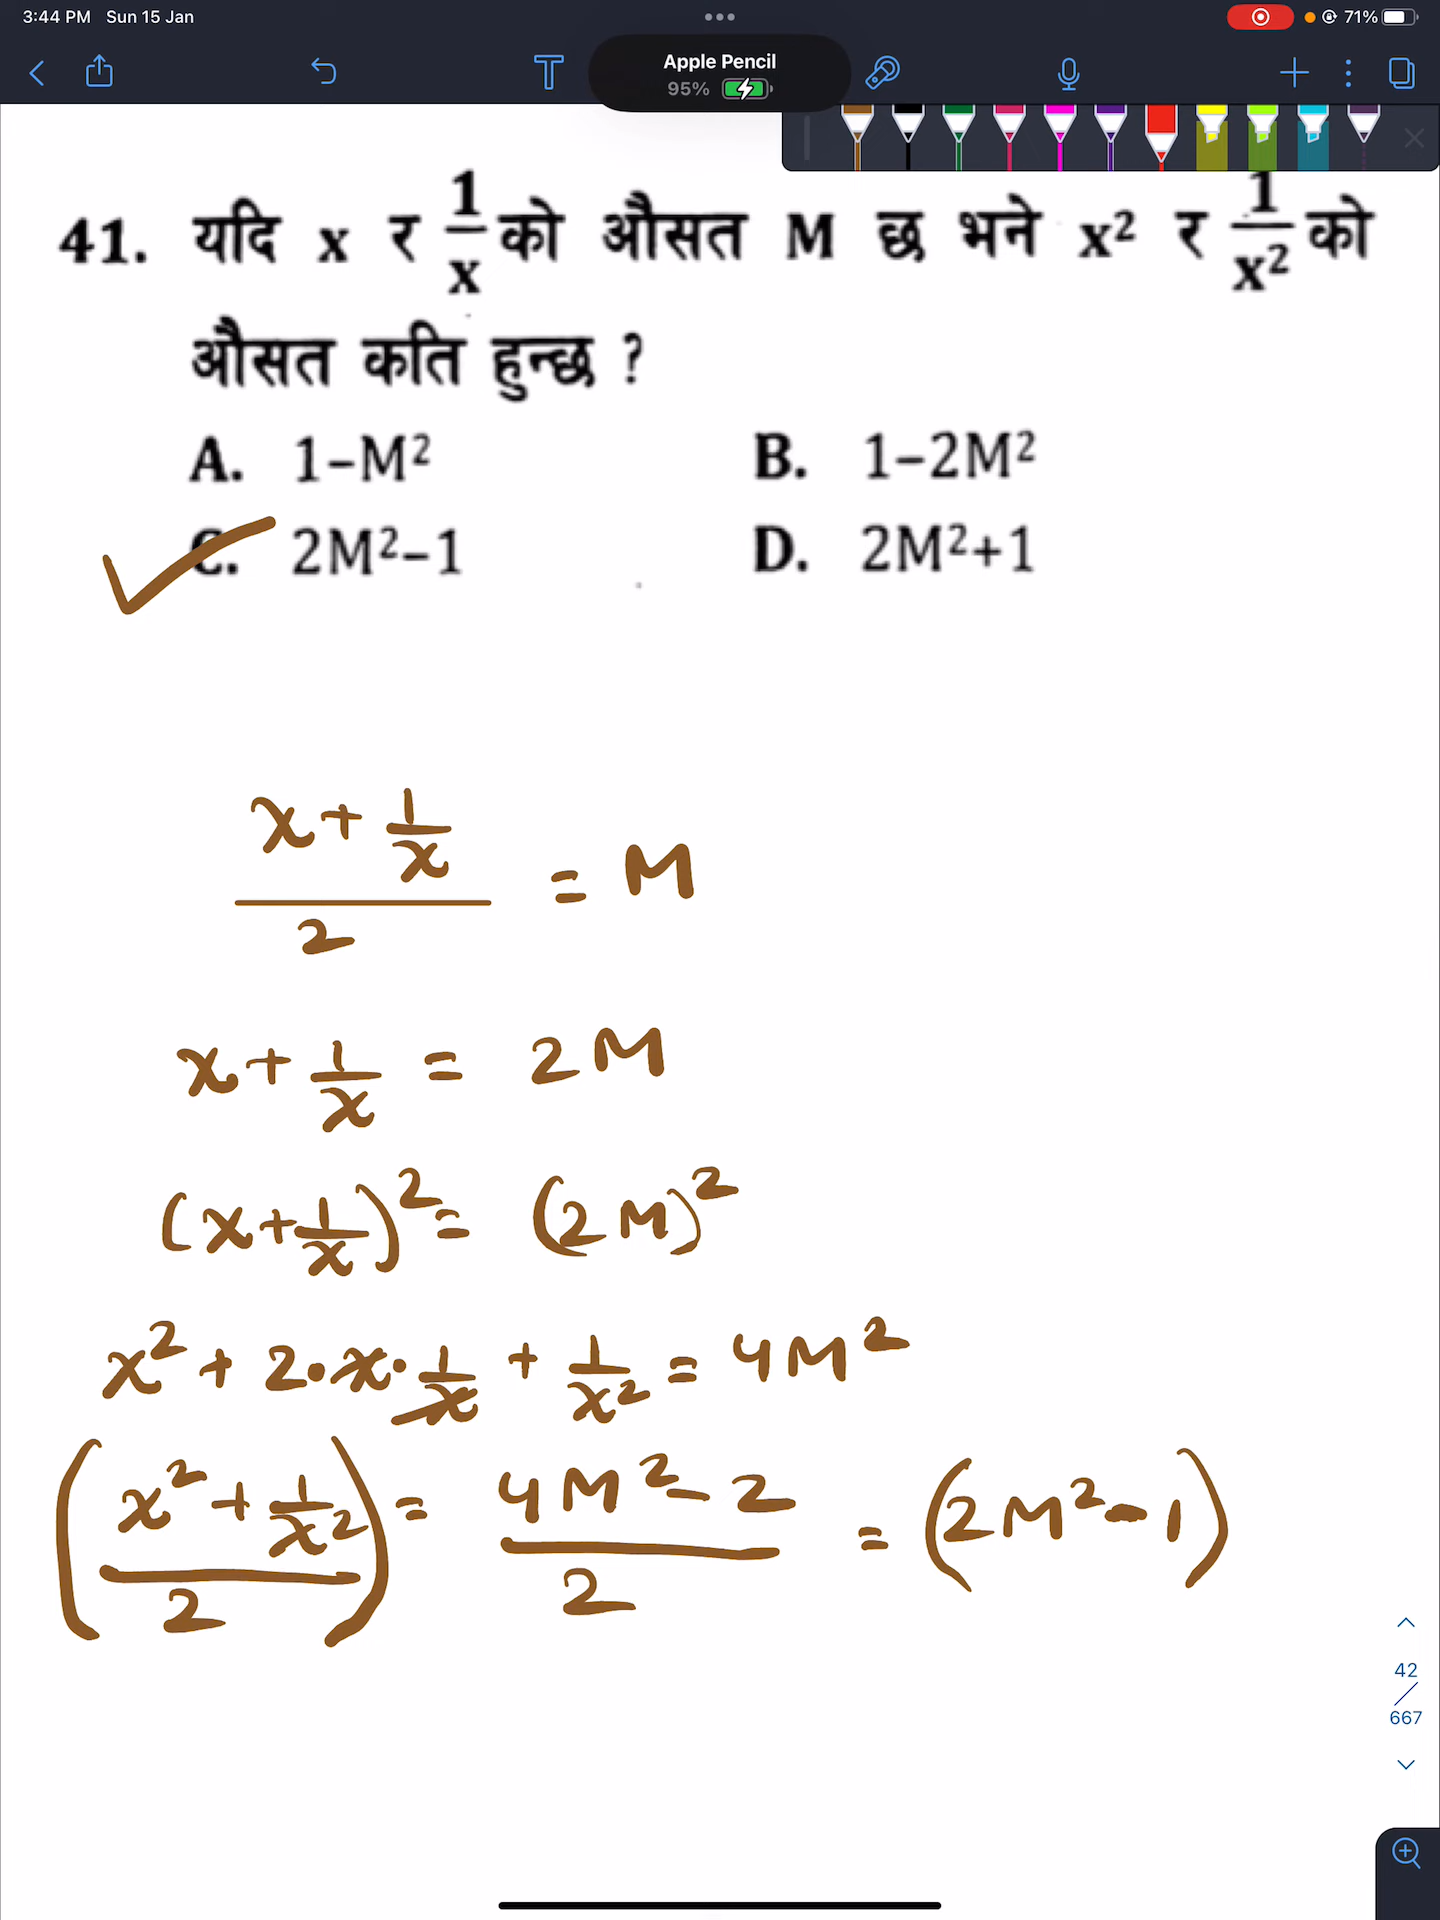 3:44 PM Sun 15 Jan
71%
T
Apple Pencil
95%
41. यदि x र 1/x को औसत M छ भने x² र 1/x² को
औसत कति हुन्छ ?
A. 1–M²
B. 1–2M²
C. 2M²–1
D. 2M²+1
(x + 1/x)/2 = M
x + 1/x = 2M
(x + 1/x)² = (2M)²
x² + 2·x·1/x + 1/x² = 4M²
((x² + 1/x²)/2) = (4M² - 2)/2 = (2M² - 1)
42
/
667